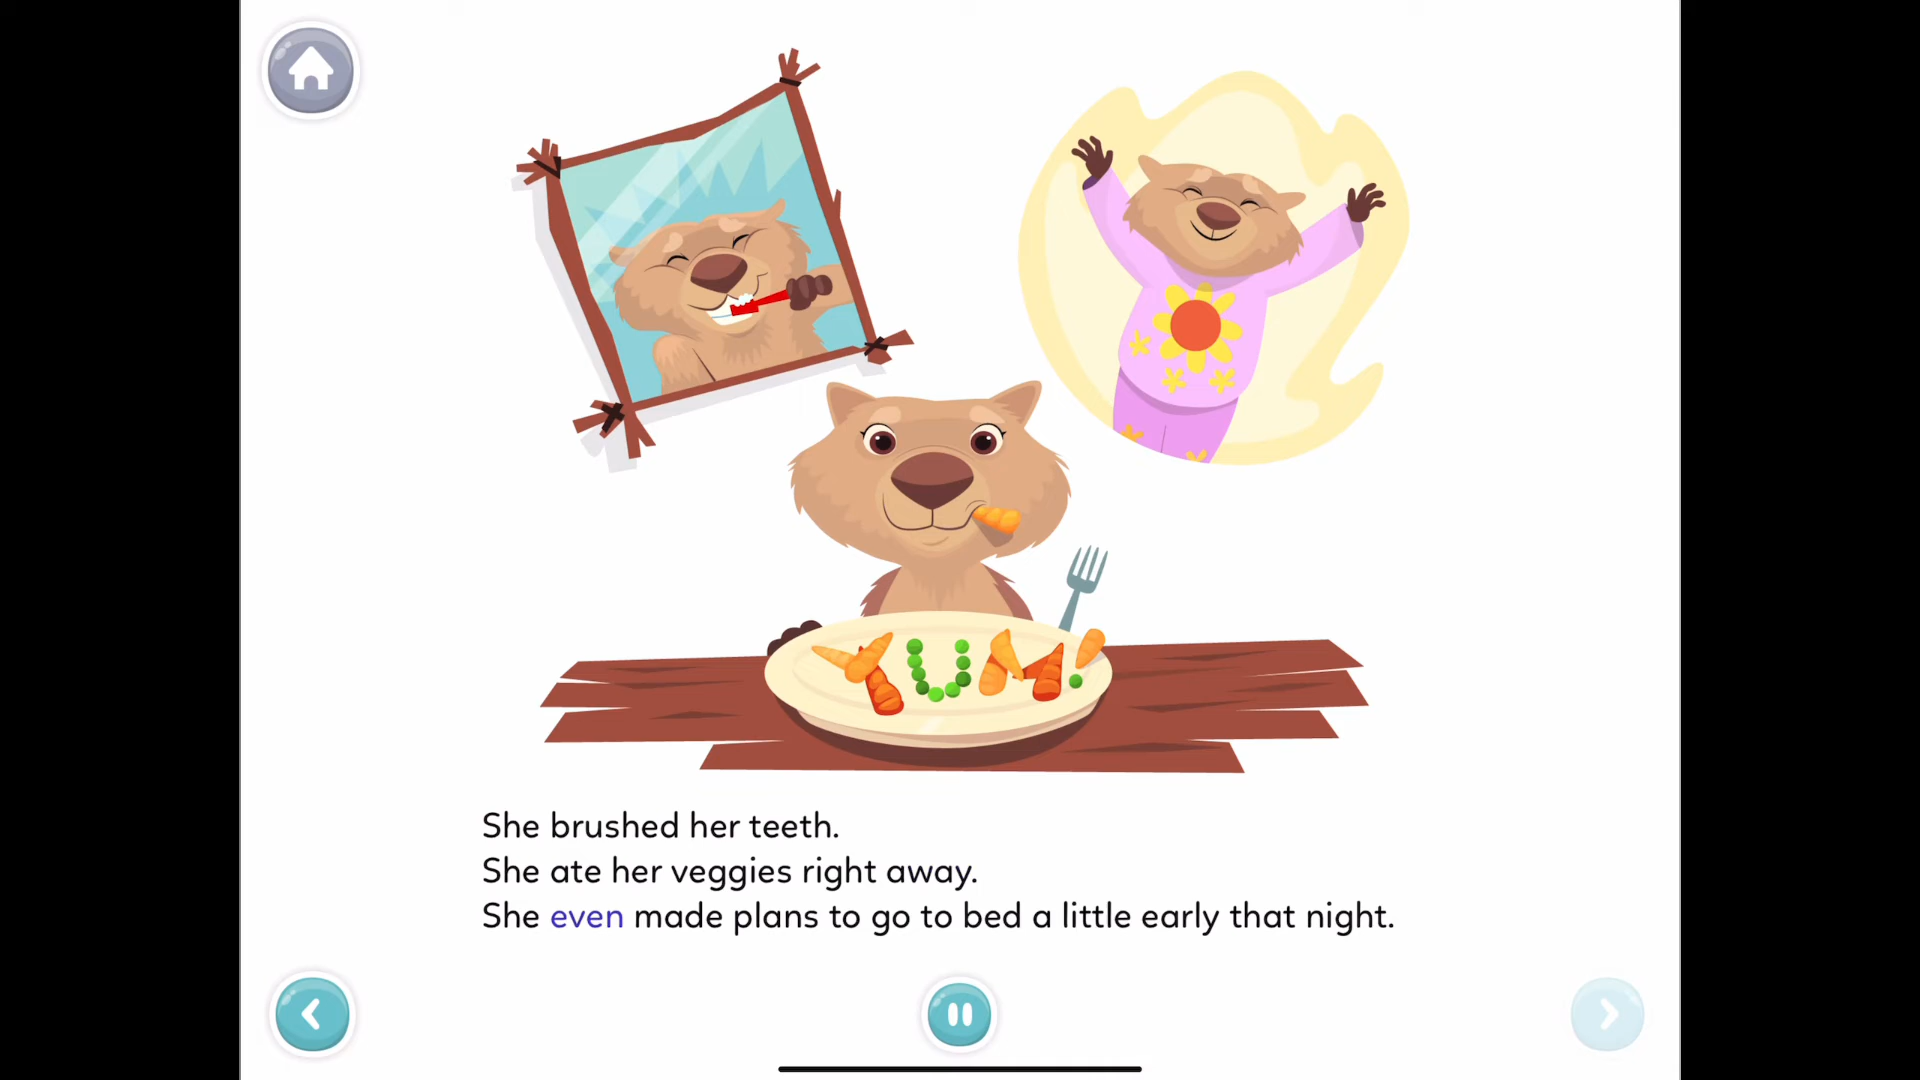 YUM!
She brushed her teeth.
She ate her veggies right away.
She even made plans to go to bed a little early that night.